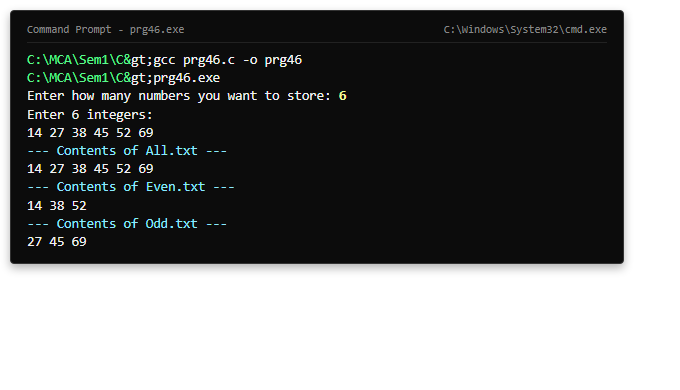 Command Prompt - prg46.exe C:\Windows\System32\cmd.exe
C:\MCA\Sem1\C&gt;gcc prg46.c -o prg46
C:\MCA\Sem1\C&gt;prg46.exe
Enter how many numbers you want to store: 6
Enter 6 integers:
14 27 38 45 52 69
--- Contents of All.txt ---
14 27 38 45 52 69
--- Contents of Even.txt ---
14 38 52
--- Contents of Odd.txt ---
27 45 69